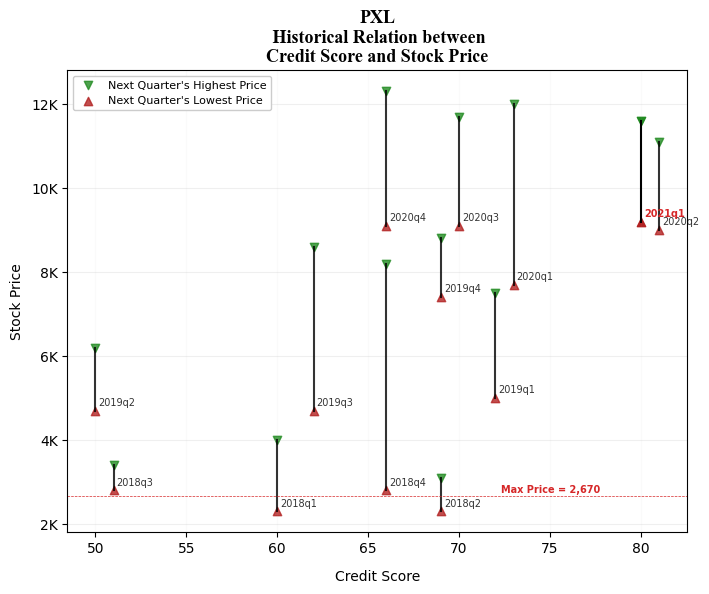 PXL
Historical Relation between
Credit Score and Stock Price
Next Quarter's Highest Price
Next Quarter's Lowest Price
Stock Price
12K
10K
8K
6K
4K
2K
2020q4
2020q3
2021q1
2020q2
2019q4
2020q1
2019q2
2019q3
2019q1
2018q3
2018q4
Max Price = 2,670
2018q1
2018q2
50
55
60
65
70
75
80
Credit Score